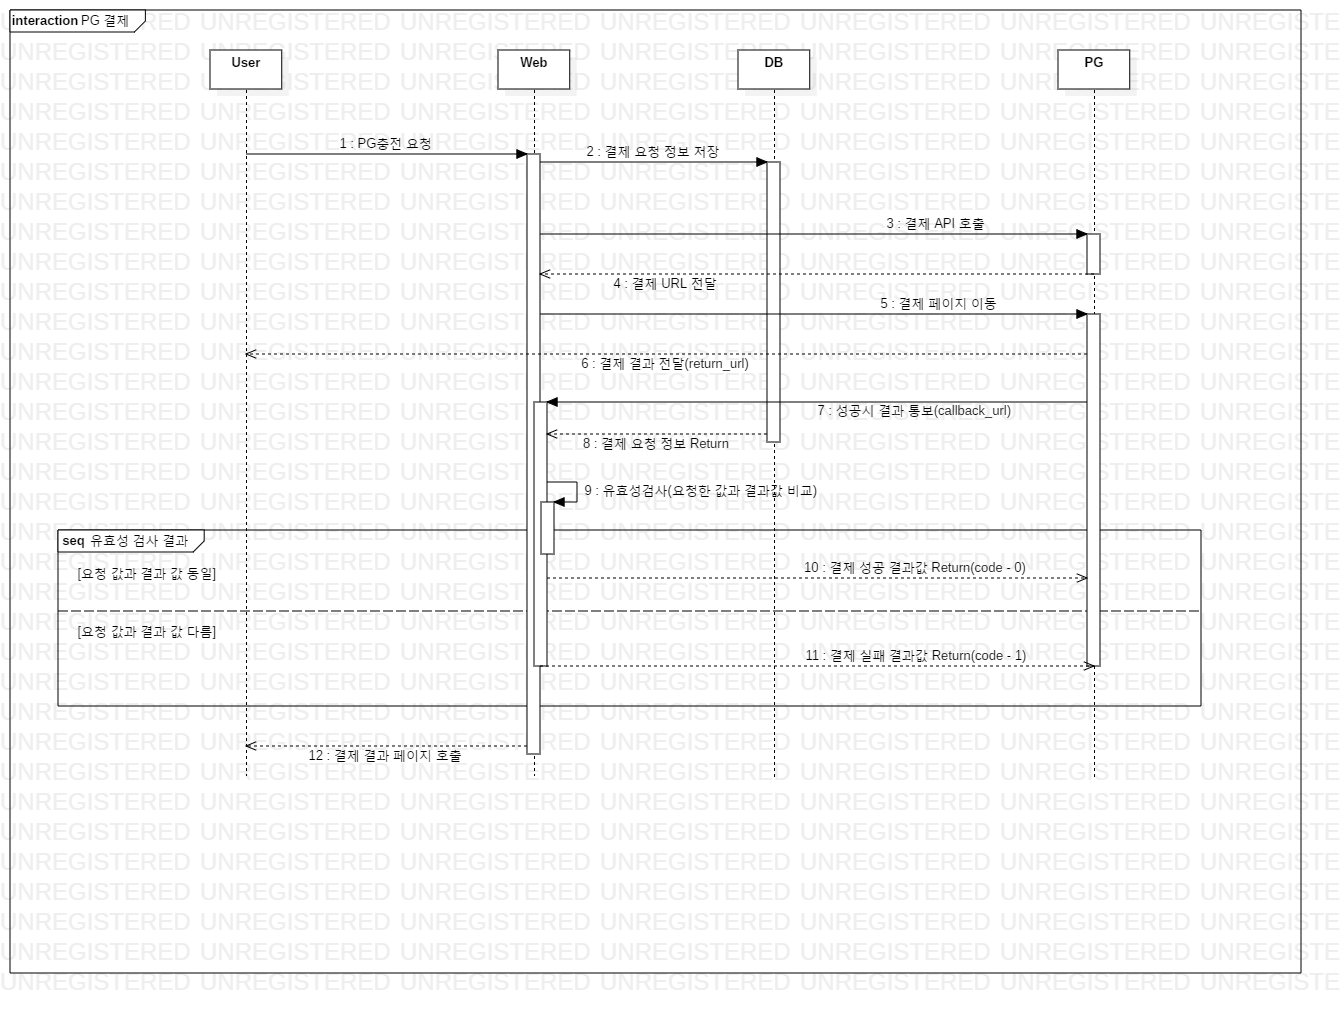 interaction PG 결제
User Web DB PG
1 : PG충전 요청
2 : 결제 요청 정보 저장
3 : 결제 API 호출
4 : 결제 URL 전달
5 : 결제 페이지 이동
6 : 결제 결과 전달(return_url)
7 : 성공시 결과 통보(callback_url)
8 : 결제 요청 정보 Return
9 : 유효성검사(요청한 값과 결과값 비교)
seq 유효성 검사 결과
[요청 값과 결과 값 동일]
10 : 결제 성공 결과값 Return(code - 0)
[요청 값과 결과 값 다름]
11 : 결제 실패 결과값 Return(code - 1)
12 : 결제 결과 페이지 호출
UNREGISTERED